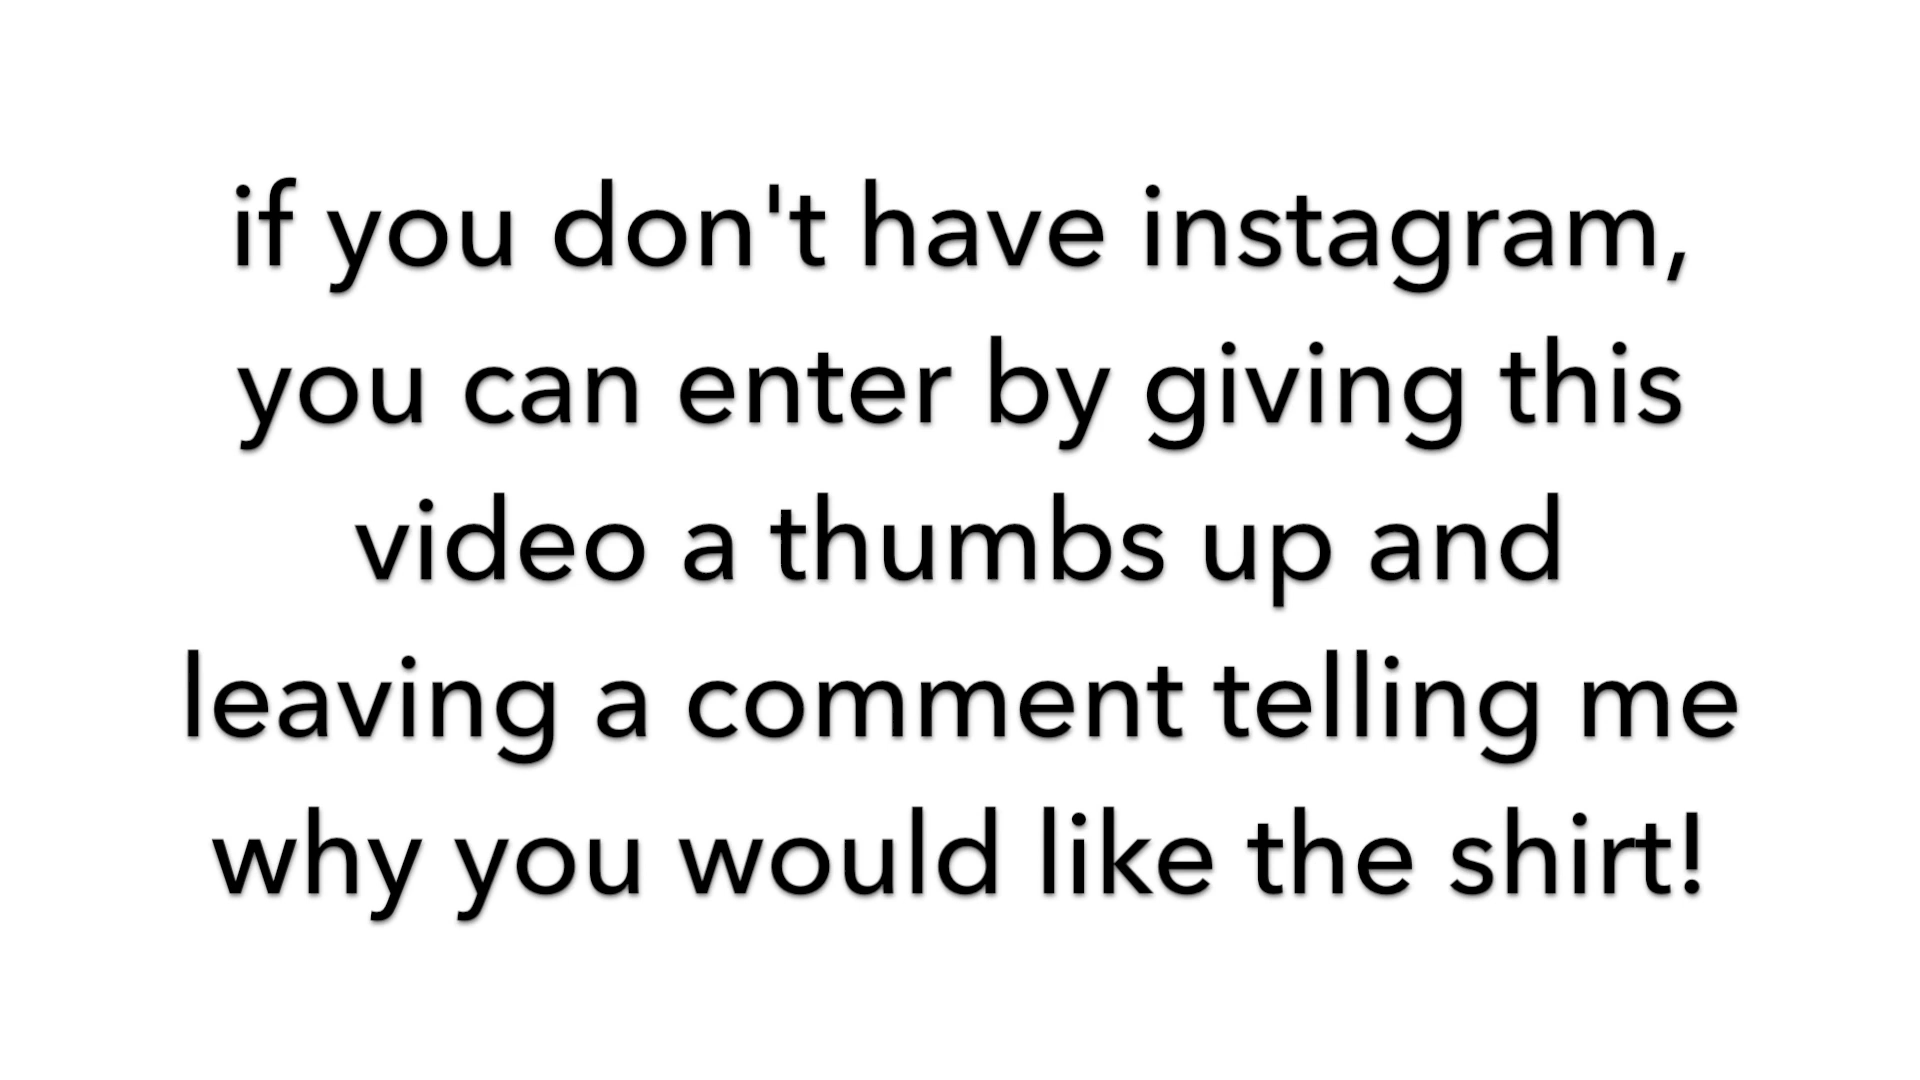 if you don't have instagram,
you can enter by giving this
video a thumbs up and
leaving a comment telling me
why you would like the shirt!